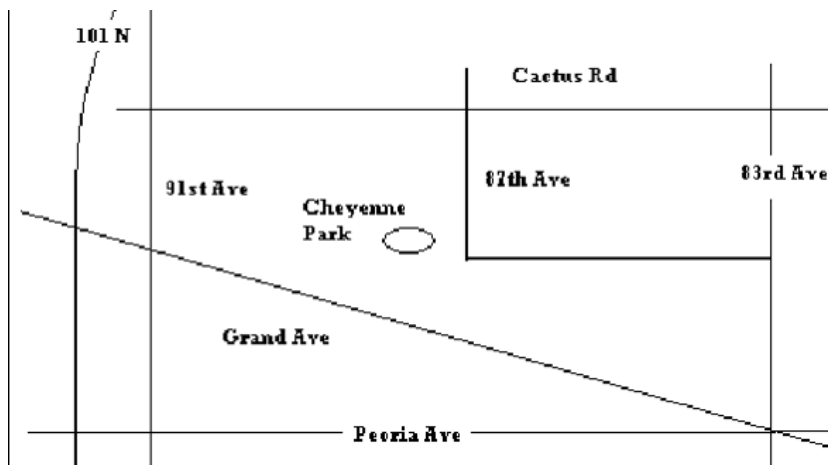 101 N
Cactus Rd
91st Ave
87th Ave
83rd Ave
Cheyenne
Park
Grand Ave
Peoria Ave